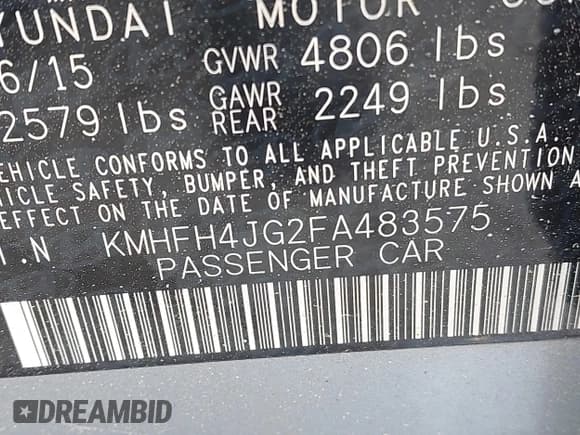 YUNDAI MOTOR
6/15 GVWR 4806 lbs
2579 lbs GAWR REAR 2249 lbs
EHICLE CONFORMS TO ALL APPLICABLE U.S.A.
ICLE SAFETY, BUMPER, AND THEFT PREVENTION
EFFECT ON THE DATE OF MANUFACTURE SHOWN A
I.N KMHFH4JG2FA483575
PASSENGER CAR
DREAMBID